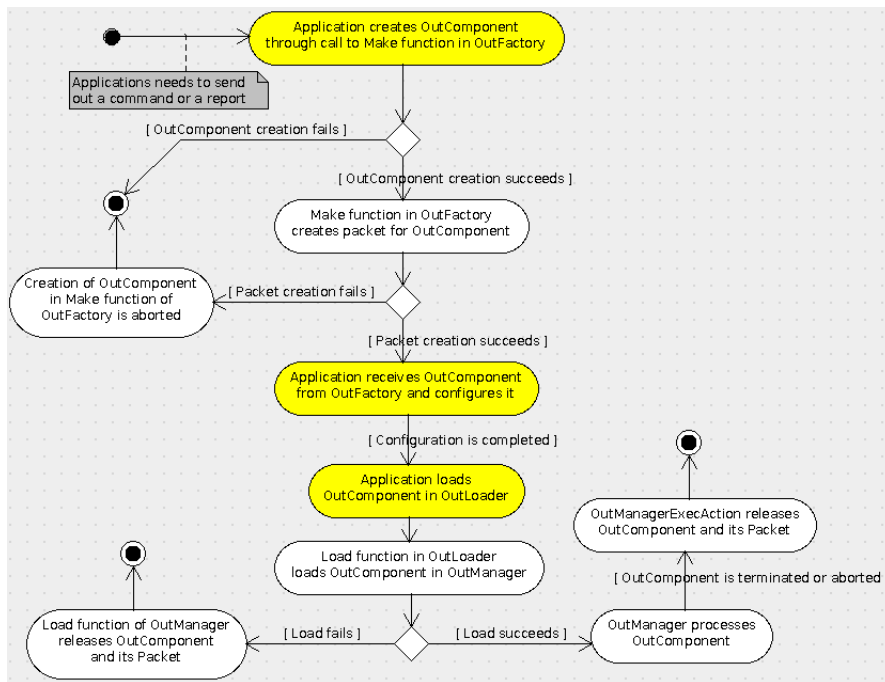 Application creates OutComponent
through call to Make function in OutFactory
Applications needs to send
out a command or a report
[ OutComponent creation fails ]
[ OutComponent creation succeeds ]
Make function in OutFactory
creates packet for OutComponent
Creation of OutComponent
in Make function of
OutFactory is aborted
[ Packet creation fails ]
[ Packet creation succeeds ]
Application receives OutComponent
from OutFactory and configures it
[ Configuration is completed ]
Application loads
OutComponent in OutLoader
OutManagerExecAction releases
OutComponent and its Packet
Load function in OutLoader
loads OutComponent in OutManager
[ OutComponent is terminated or aborted ]
Load function of OutManager
releases OutComponent
and its Packet
[ Load fails ]
[ Load succeeds ]
OutManager processes
OutComponent